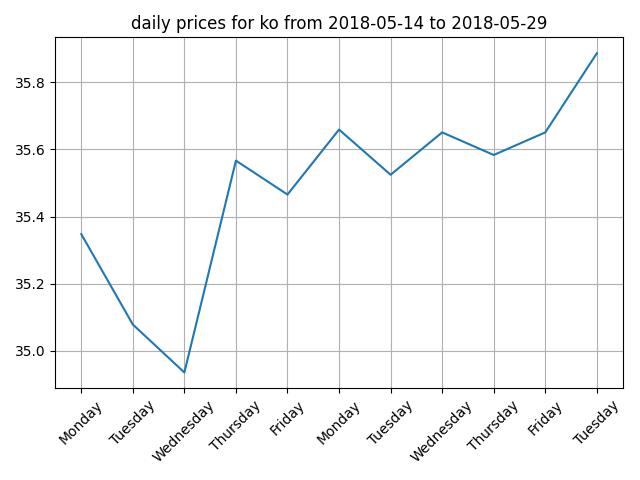 daily prices for ko from 2018-05-14 to 2018-05-29
35.8
35.6
35.4
35.2
35.0
Monday
Tuesday
Wednesday
Thursday
Friday
Monday
Tuesday
Wednesday
Thursday
Friday
Tuesday